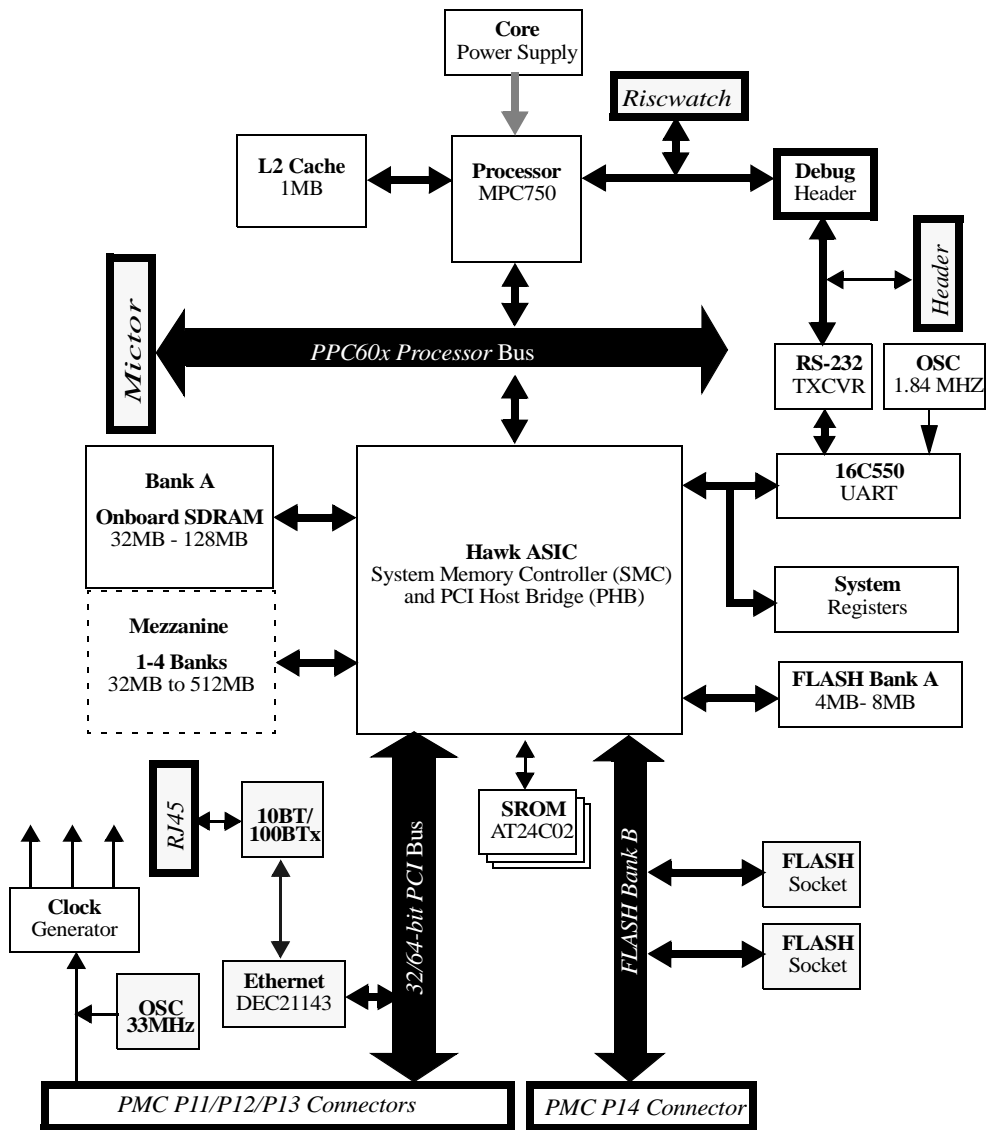 Core
Power Supply
Riscwatch
L2 Cache
1MB
Processor
MPC750
Debug
Header
Header
Mictor
PPC60x Processor Bus
RS-232
TXCVR
OSC
1.84 MHZ
Bank A
Onboard SDRAM
32MB - 128MB
16C550
UART
Hawk ASIC
System Memory Controller (SMC)
and PCI Host Bridge (PHB)
System
Registers
Mezzanine
1-4 Banks
32MB to 512MB
FLASH Bank A
4MB- 8MB
RJ45
10BT/
100BTx
SROM
AT24C02
32/64-bit PCI Bus
FLASH Bank B
FLASH
Socket
Clock
Generator
FLASH
Socket
Ethernet
DEC21143
OSC
33MHz
PMC P11/P12/P13 Connectors
PMC P14 Connector